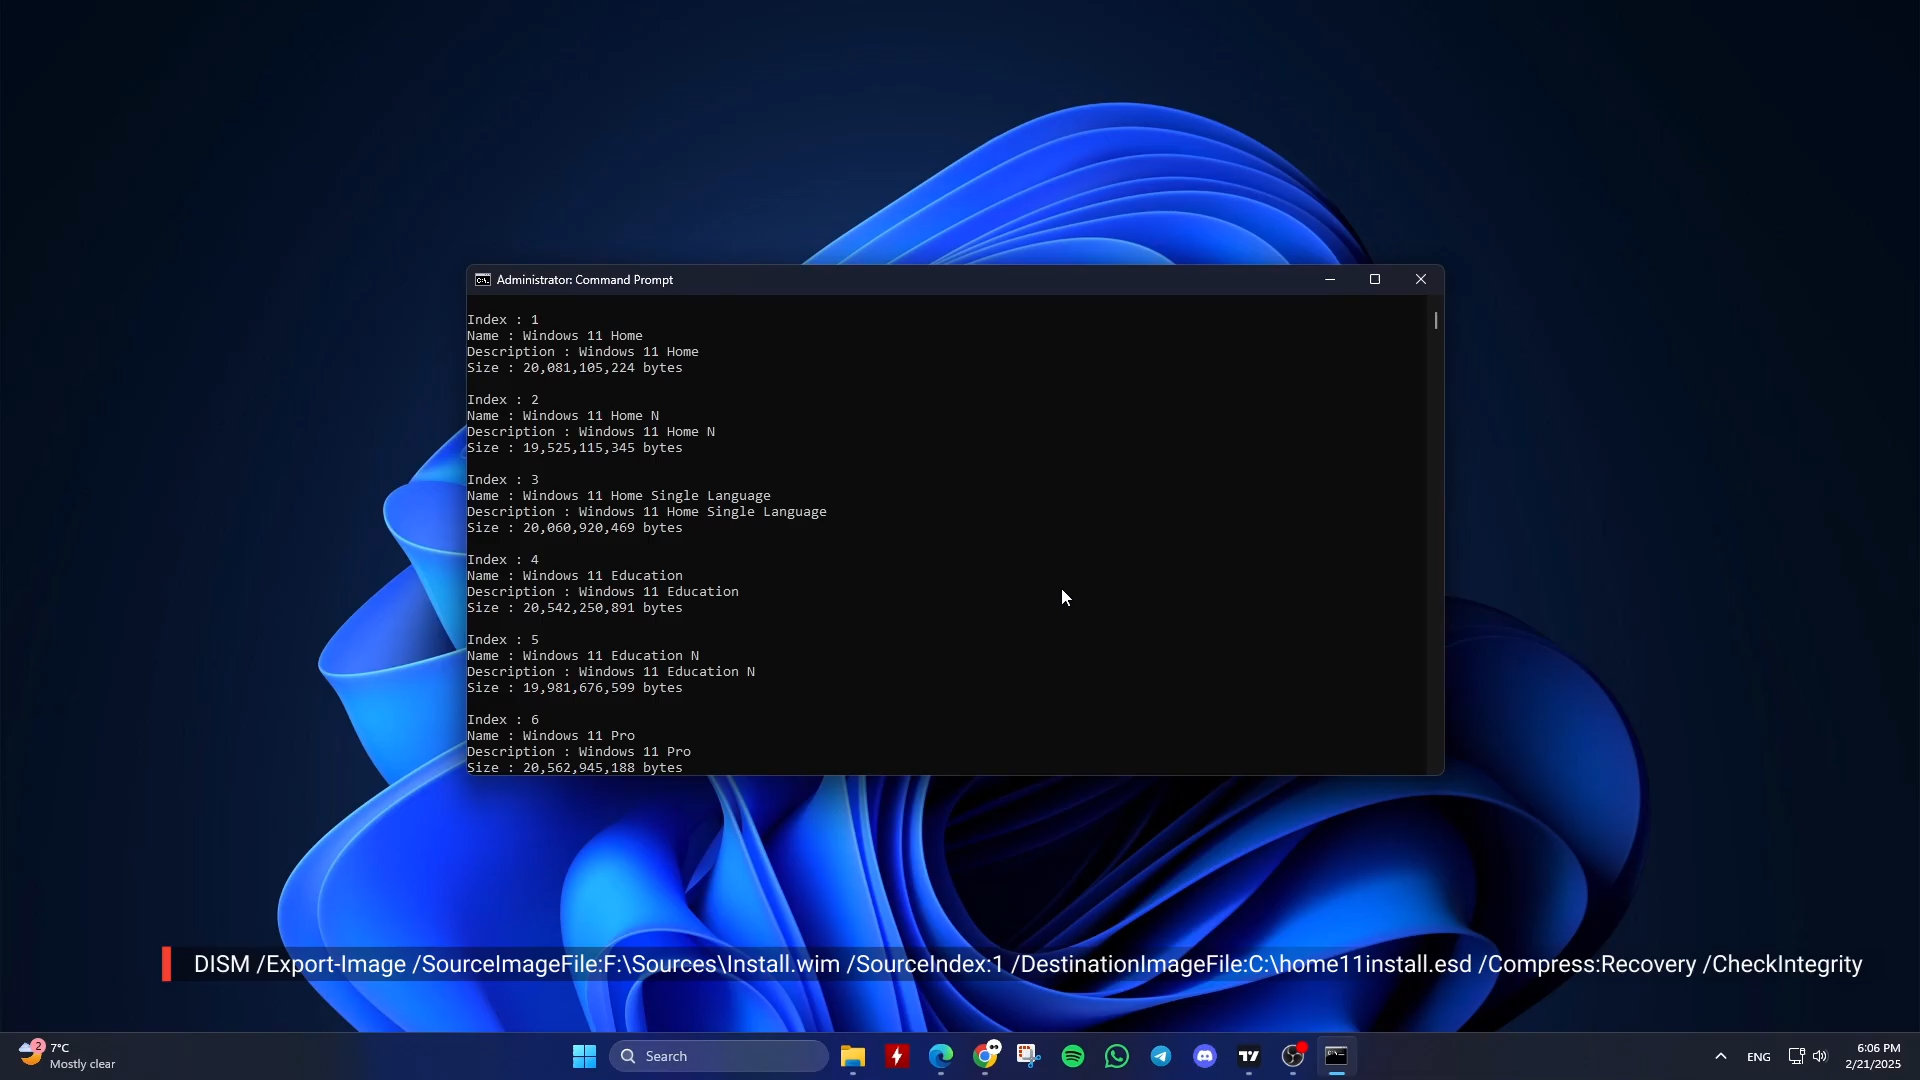 Administrator: Command Prompt
Index : 1
Name : Windows 11 Home
Description : Windows 11 Home
Size : 20,081,105,224 bytes
Index : 2
Name : Windows 11 Home N
Description : Windows 11 Home N
Size : 19,525,115,345 bytes
Index : 3
Name : Windows 11 Home Single Language
Description : Windows 11 Home Single Language
Size : 20,060,920,469 bytes
Index : 4
Name : Windows 11 Education
Description : Windows 11 Education
Size : 20,542,250,891 bytes
Index : 5
Name : Windows 11 Education N
Description : Windows 11 Education N
Size : 19,981,676,599 bytes
Index : 6
Name : Windows 11 Pro
Description : Windows 11 Pro
Size : 20,562,945,188 bytes
DISM /Export-Image /SourceImageFile:F:\Sources\Install.wim /SourceIndex:1 /DestinationImageFile:C:\home11install.esd /Compress:Recovery /CheckIntegrity
2
7°C
Mostly clear
Search
ENG
6:06 PM
2/21/2025